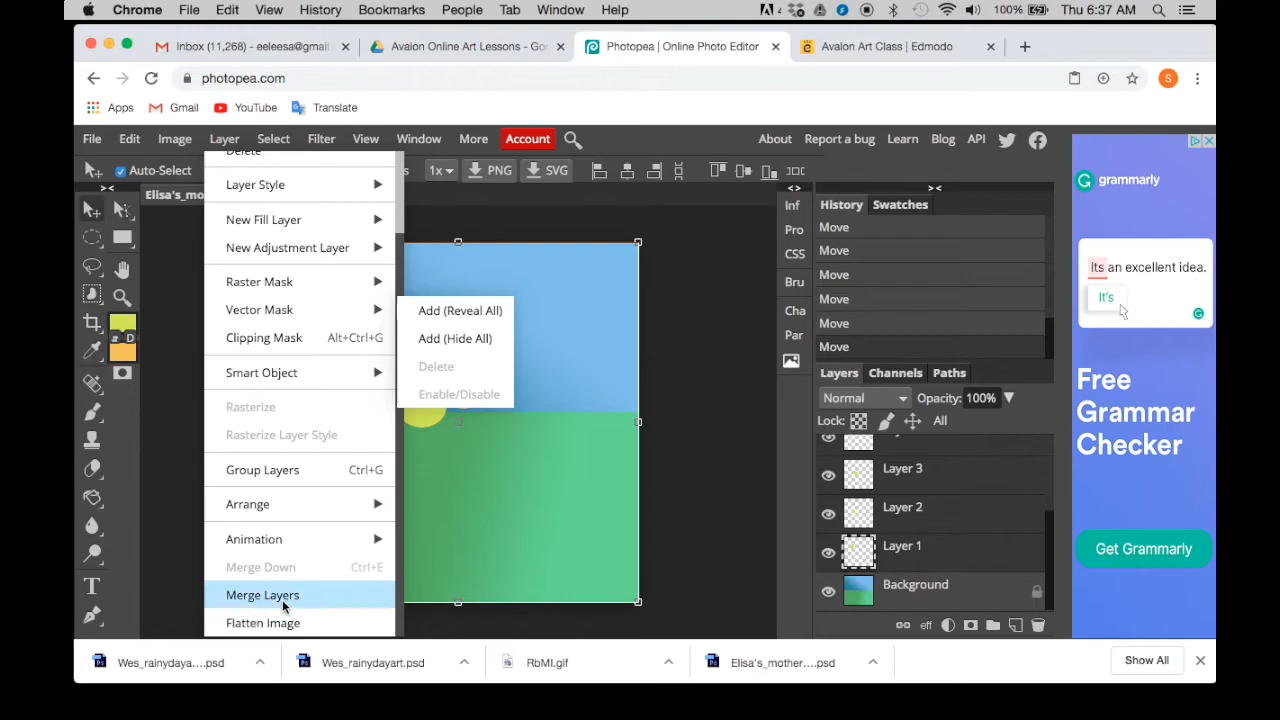 Chrome File Edit View History Bookmarks People Tab Window Help 100% Thu 6:37 AM
Inbox (11,268) - eeleesa@gmail. Avalon Online Art Lessons - Goo Photopea | Online Photo Editor Avalon Art Class | Edmodo
photopea.com S
Apps Gmail YouTube Translate
File Edit Image Layer Select Filter View Window More Account About Report a bug Learn Blog API
Auto-Select s 1x PNG SVG
Elisa's_mo
Delete
Layer Style
New Fill Layer
New Adjustment Layer
Raster Mask
Vector Mask
Clipping Mask Alt+Ctrl+G
Smart Object
Rasterize
Rasterize Layer Style
Group Layers Ctrl+G
Arrange
Animation
Merge Down Ctrl+E
Merge Layers
Flatten Image
Add (Reveal All)
Add (Hide All)
Delete
Enable/Disable
a D
T
> <
< >
Inf
Pro
CSS
Bru
Cha
Par
> <
History Swatches
Move
Move
Move
Move
Move
Move
Layers Channels Paths
Normal Opacity: 100%
Lock: All
Layer 3
Layer 2
Layer 1
Background
eff
grammarly
Its an excellent idea.
It's
Free
Grammar
Checker
Get Grammarly
Wes_rainydaya....psd Wes_rainydayart.psd RbMI.gif Elisa's_mother....psd Show All